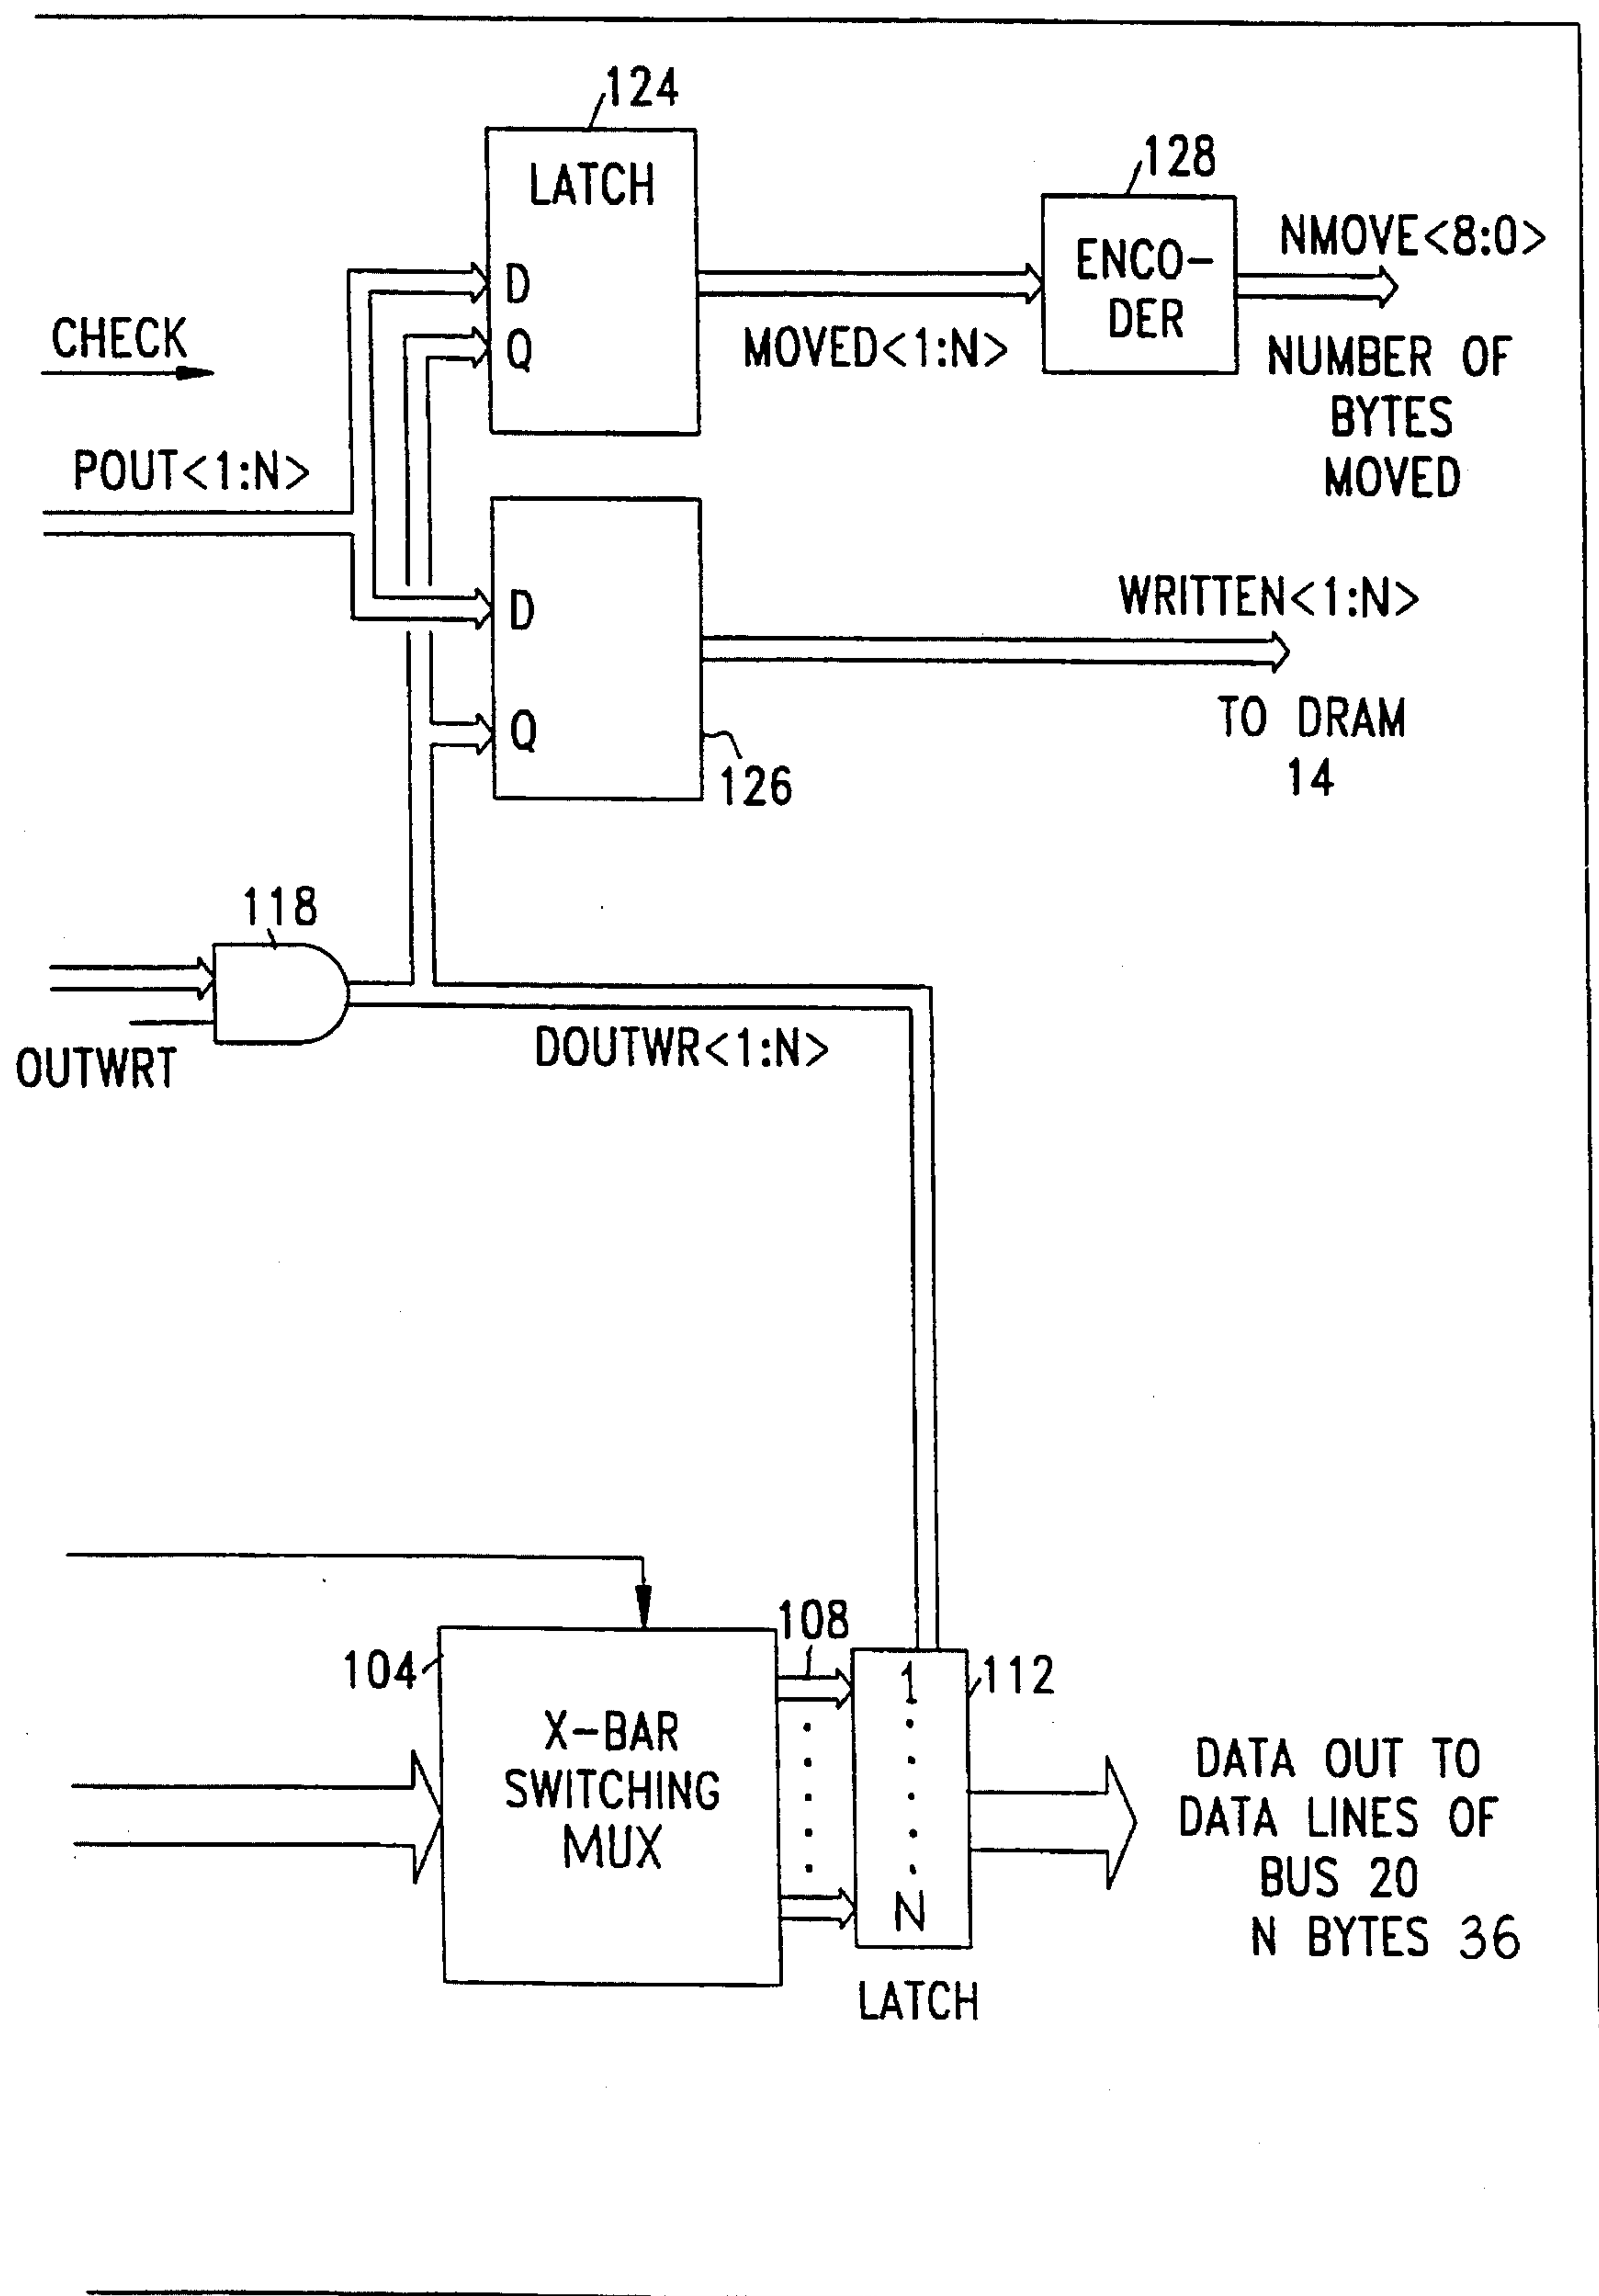 124
LATCH
D
Q
128
ENCO-
DER
NMOVE<8:0>
NUMBER OF
BYTES
MOVED
MOVED<1:N>
CHECK
POUT<1:N>
D
Q
126
WRITTEN<1:N>
TO DRAM
14
118
OUTWRT
DOUTWR<1:N>
104
X-BAR
SWITCHING
MUX
108
1
N
112
LATCH
DATA OUT TO
DATA LINES OF
BUS 20
N BYTES 36